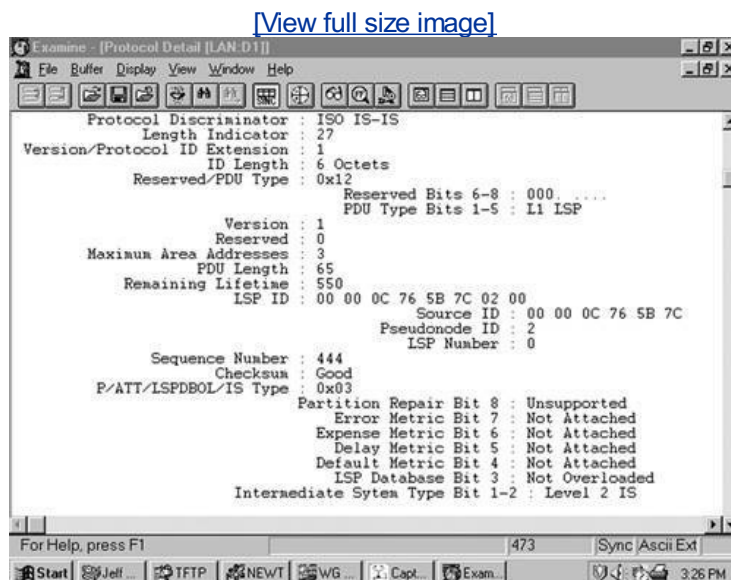 [View full size image]
Examine - [Protocol Detail [LAN:D1]]
File Buffer Display View Window Help
SYNC
Protocol Discriminator : ISO IS-IS
Length Indicator : 27
Version/Protocol ID Extension : 1
ID Length : 6 Octets
Reserved/PDU Type : 0x12
Reserved Bits 6-8 : 000. ....
PDU Type Bits 1-5 : L1 LSP
Version : 1
Reserved : 0
Maximum Area Addresses : 3
PDU Length : 65
Remaining Lifetime : 550
LSP ID : 00 00 0C 76 5B 7C 02 00
Source ID : 00 00 0C 76 5B 7C
Pseudonode ID : 2
LSP Number : 0
Sequence Number : 444
Checksum : Good
P/ATT/LSPDBOL/IS Type : 0x03
Partition Repair Bit 8 : Unsupported
Error Metric Bit 7 : Not Attached
Expense Metric Bit 6 : Not Attached
Delay Metric Bit 5 : Not Attached
Default Metric Bit 4 : Not Attached
LSP Database Bit 3 : Not Overloaded
Intermediate Sytem Type Bit 1-2 : Level 2 IS
For Help, press F1 473 Sync Ascii Ext
Start Jeff ... TFTP NEWT WG ... Capt... Exam... 3:26 PM